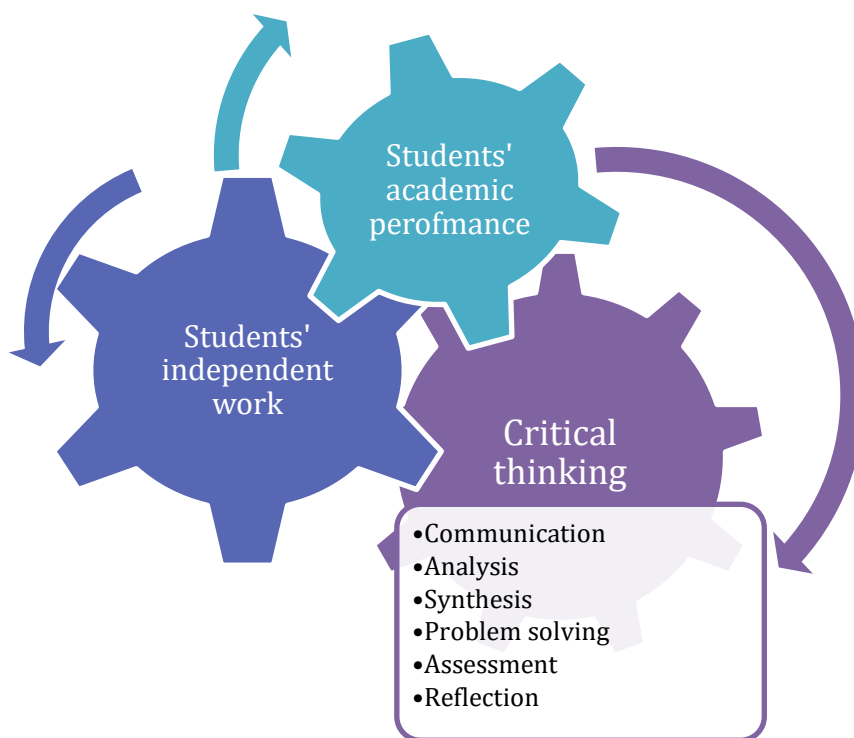 Students'
academic
perofmance
Students'
independent
work
Critical
thinking
•Communication
•Analysis
•Synthesis
•Problem solving
•Assessment
•Reflection